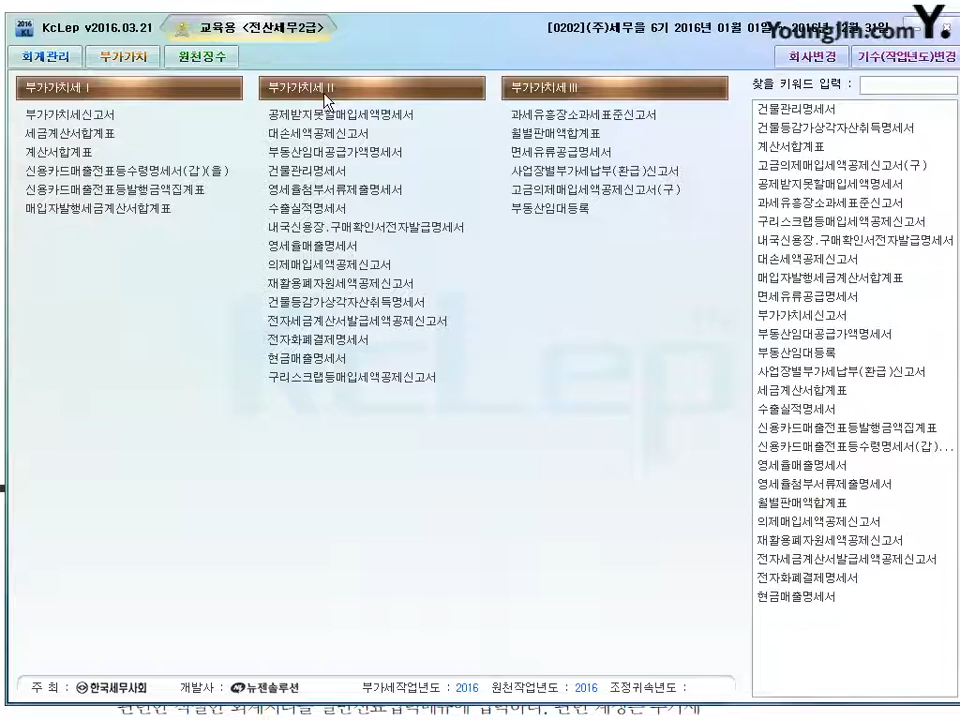 KcLep v2016.03.21
교육용 <전산세무2급>
[0202](주)세무을 6기 2016년 01월 01일 ~ 2016년 12월 31일
Youngjin.com Y.
회계관리
부가가치
원천징수
회사변경
기수(작업년도)변경
부가가치세 I
부가가치세신고서
세금계산서합계표
계산서합계표
신용카드매출전표등수령명세서(갑)(을)
신용카드매출전표등발행금액집계표
매입자발행세금계산서합계표
부가가치세 II
공제받지못할매입세액명세서
대손세액공제신고서
부동산임대공급가액명세서
건물관리명세서
영세율첨부서류제출명세서
수출실적명세서
내국신용장.구매확인서전자발급명세서
영세율매출명세서
의제매입세액공제신고서
재활용폐자원세액공제신고서
건물등감가상각자산취득명세서
전자세금계산서발급세액공제신고서
전자화폐결제명세서
현금매출명세서
구리스크랩등매입세액공제신고서
부가가치세 III
과세유흥장소과세표준신고서
월별판매액합계표
면세유류공급명세서
사업장별부가세납부(환급)신고서
고금의제매입세액공제신고서(구)
부동산임대등록
찾을 키워드 입력 :
건물관리명세서
건물등감가상각자산취득명세서
계산서합계표
고금의제매입세액공제신고서(구)
공제받지못할매입세액명세서
과세유흥장소과세표준신고서
구리스크랩등매입세액공제신고서
내국신용장.구매확인서전자발급명세서
대손세액공제신고서
매입자발행세금계산서합계표
면세유류공급명세서
부가가치세신고서
부동산임대공급가액명세서
부동산임대등록
사업장별부가세납부(환급)신고서
세금계산서합계표
수출실적명세서
신용카드매출전표등발행금액집계표
신용카드매출전표등수령명세서(갑)...
영세율매출명세서
영세율첨부서류제출명세서
월별판매액합계표
의제매입세액공제신고서
재활용폐자원세액공제신고서
전자세금계산서발급세액공제신고서
전자화폐결제명세서
현금매출명세서
KcLep
주 최 : 한국세무사회
개발사 : 뉴젠솔루션
부가세작업년도 : 2016
원천작업년도 : 2016
조정귀속년도 :